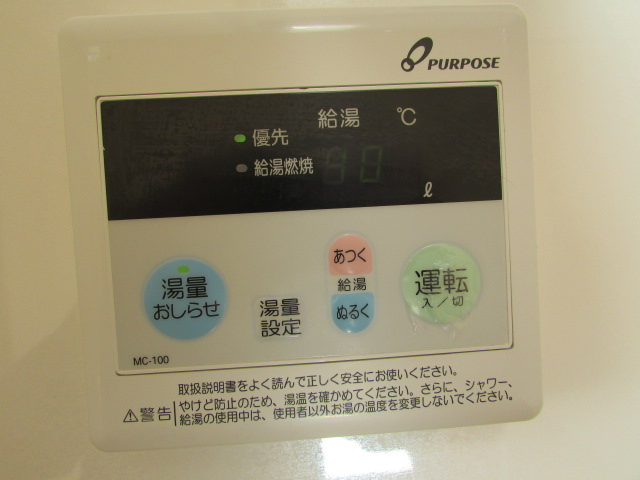 PURPOSE
給湯 ℃
優先
給湯燃焼
ℓ
湯量
おしらせ
湯量
設定
あつく
給湯
ぬるく
運転
入/切
MC-100
取扱説明書をよく読んで正しく安全にお使いください。
⚠警告 やけど防止のため、湯温を確かめてください。さらに、シャワー、
給湯の使用中は、使用者以外お湯の温度を変更しないでください。